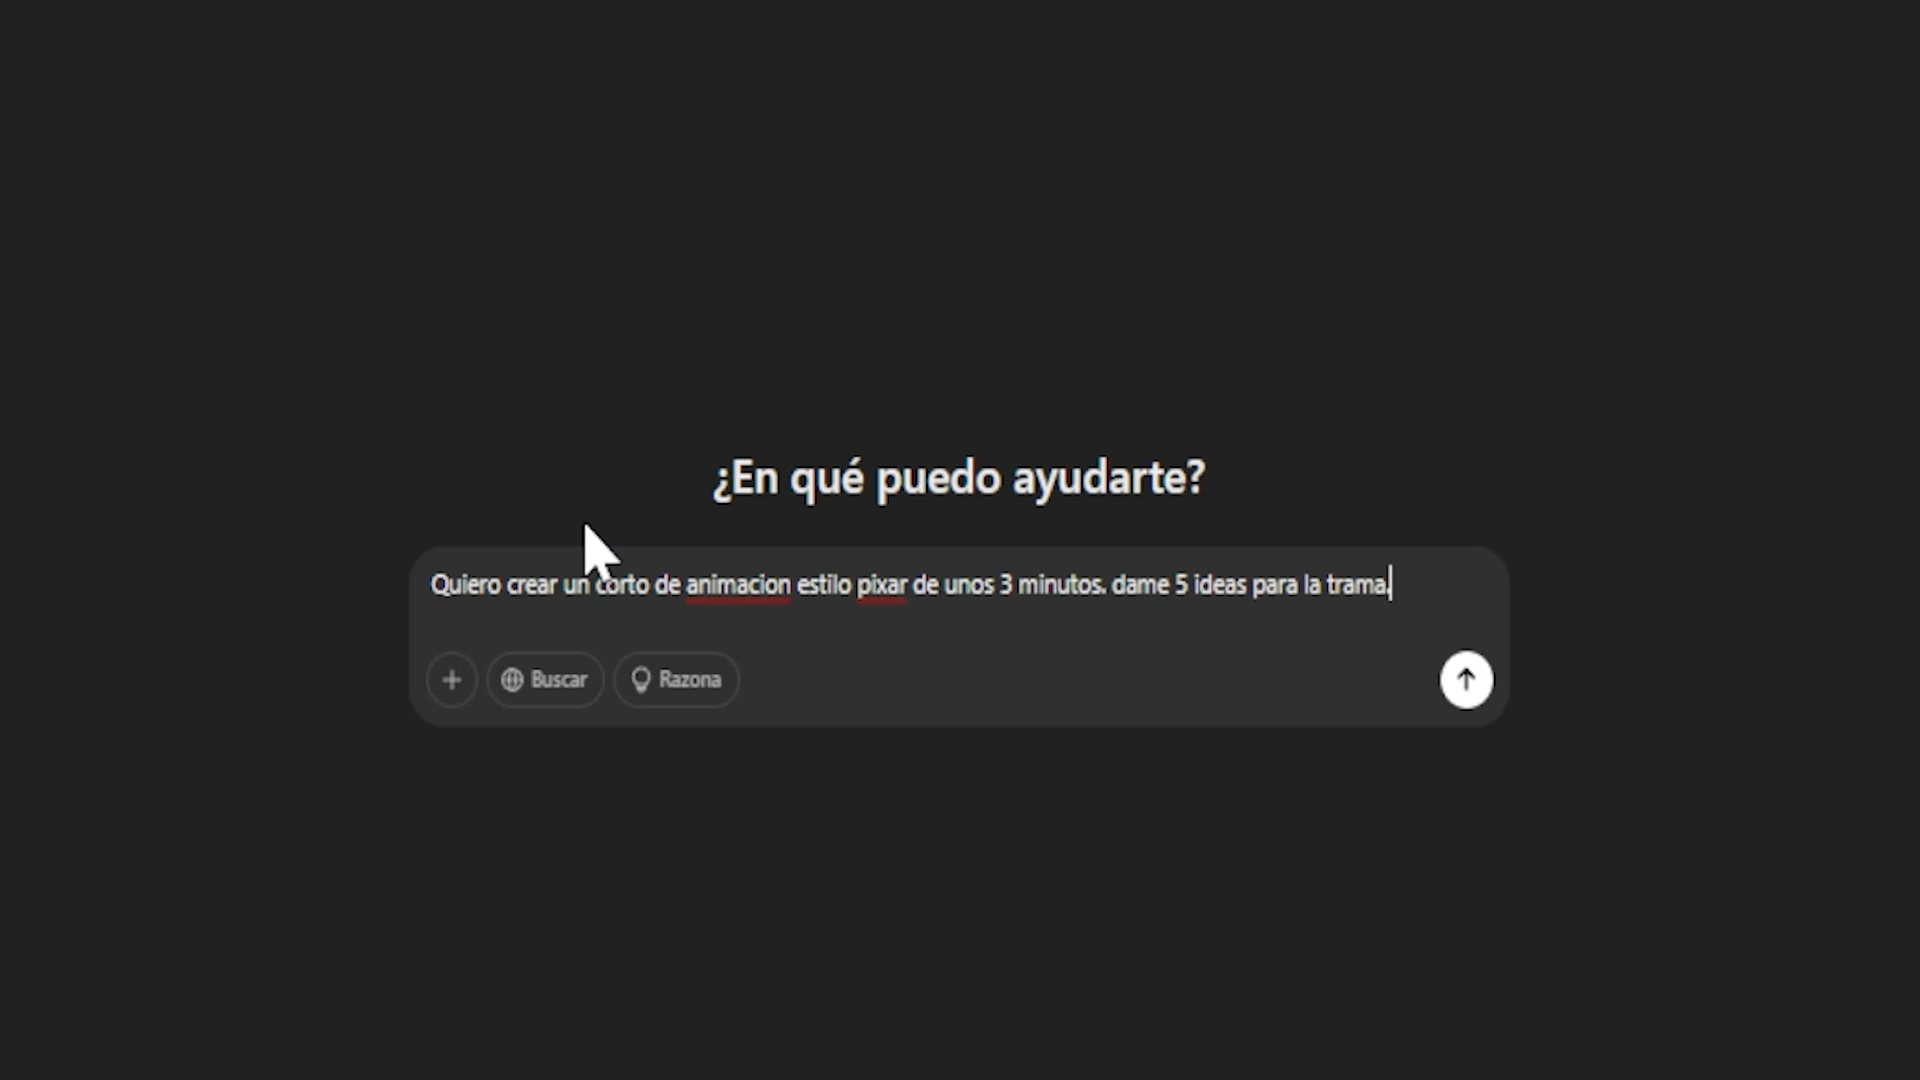 ¿En qué puedo ayudarte?
Quiero crear un corto de animacion estilo pixar de unos 3 minutos. dame 5 ideas para la trama.
Buscar
Razona